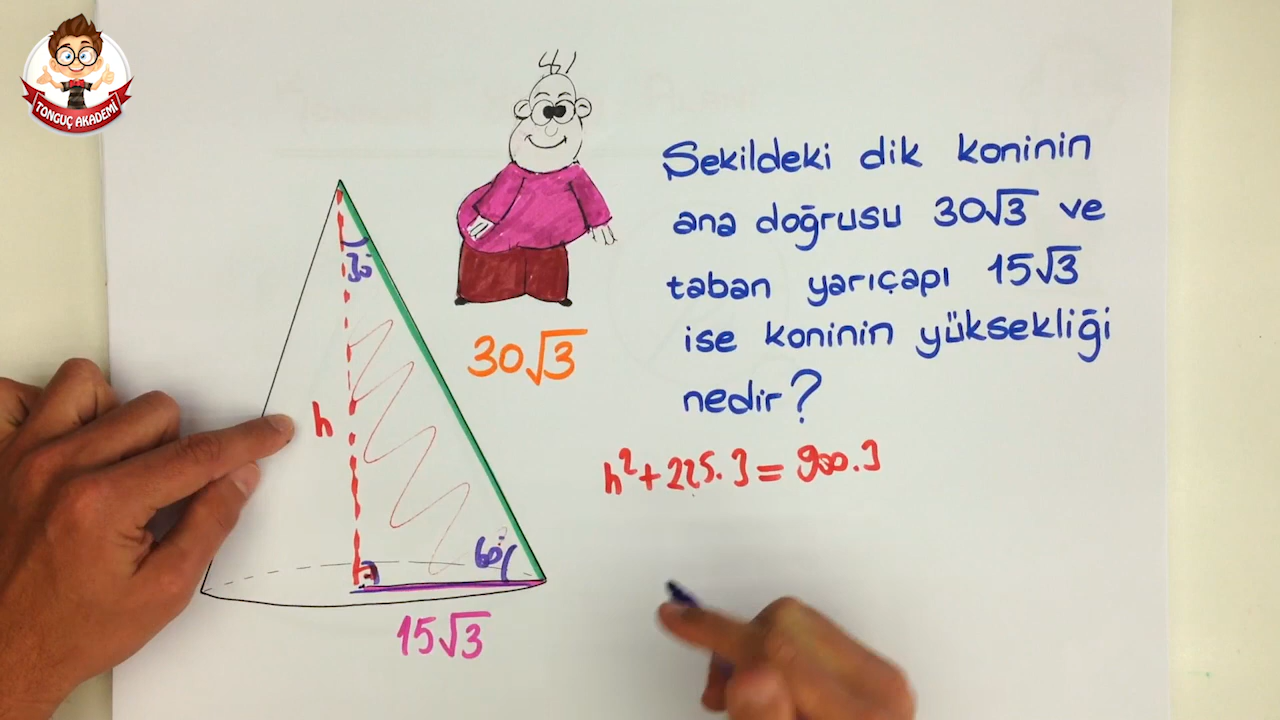 TONGUÇ AKADEMİ
Şekildeki dik koninin
ana doğrusu 30√3 ve
taban yarıçapı 15√3
ise koninin yüksekliği
nedir?
30°
30√3
h
h²+225.3=900.3
60°
15√3